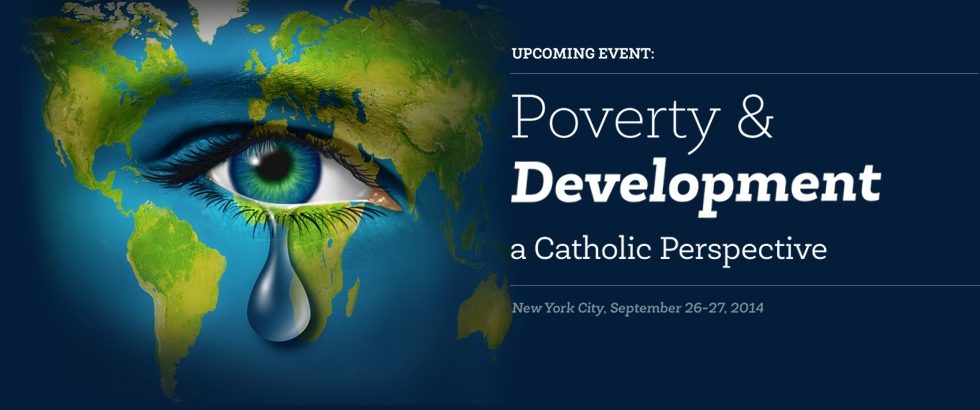 UPCOMING EVENT:
Poverty &
Development
a Catholic Perspective
New York City, September 26-27, 2014